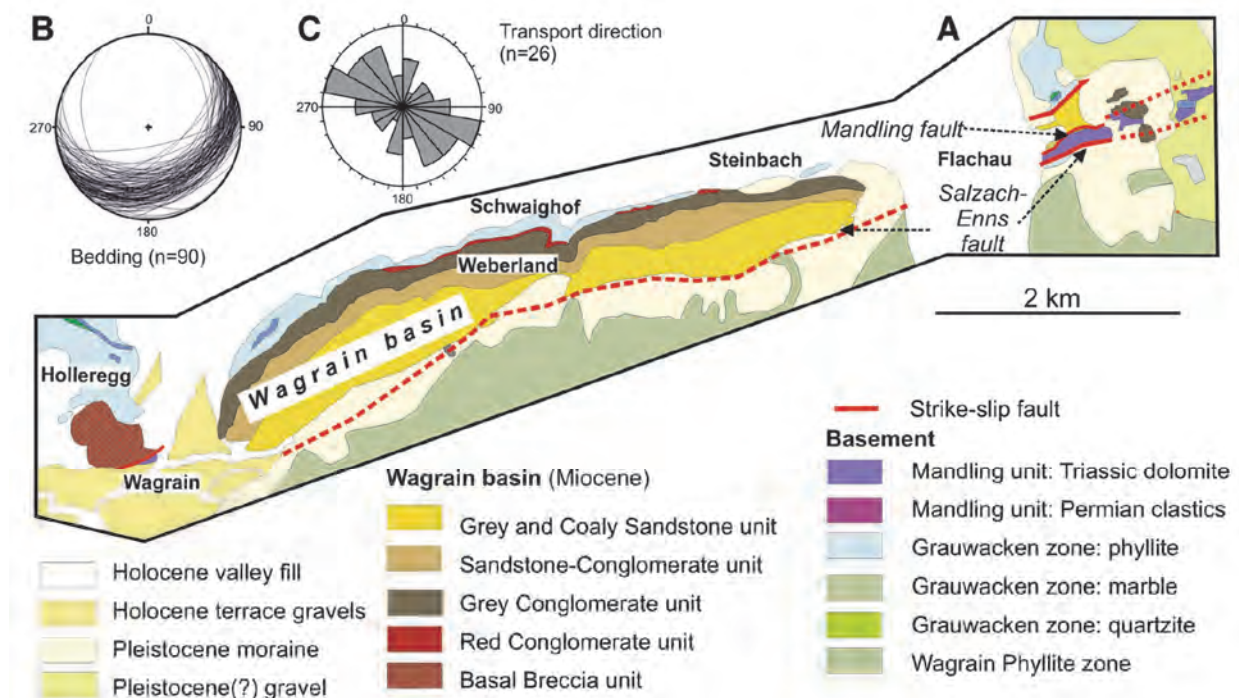 B
0
270
90
180
Bedding (n=90)
C
0
270
90
180
Transport direction
(n=26)
A
Mandling fault
Flachau
Salzach-
Enns
fault
Steinbach
Schwaighof
Weberland
Wagrain basin
Holleregg
Wagrain
2 km
Holocene valley fill
Holocene terrace gravels
Pleistocene moraine
Pleistocene(?) gravel
Wagrain basin (Miocene)
Grey and Coaly Sandstone unit
Sandstone-Conglomerate unit
Grey Conglomerate unit
Red Conglomerate unit
Basal Breccia unit
Strike-slip fault
Basement
Mandling unit: Triassic dolomite
Mandling unit: Permian clastics
Grauwacken zone: phyllite
Grauwacken zone: marble
Grauwacken zone: quartzite
Wagrain Phyllite zone